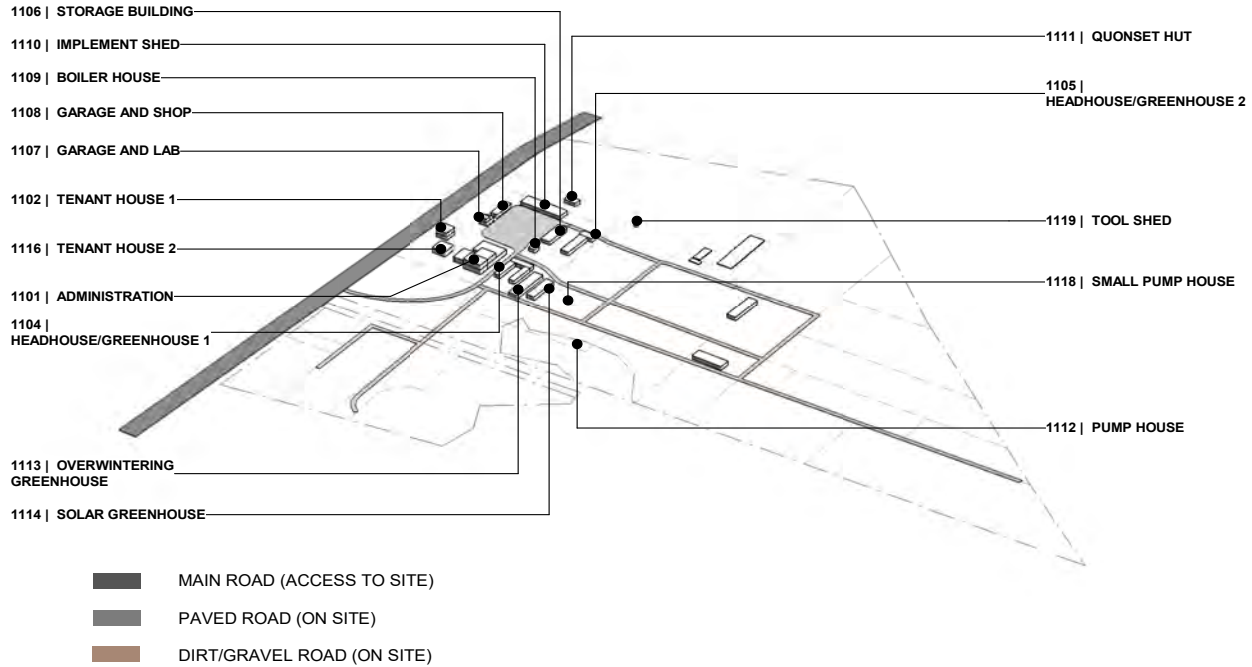 1106 | STORAGE BUILDING
1110 | IMPLEMENT SHED
1109 | BOILER HOUSE
1108 | GARAGE AND SHOP
1107 | GARAGE AND LAB
1102 | TENANT HOUSE 1
1116 | TENANT HOUSE 2
1101 | ADMINISTRATION
1104 |
HEADHOUSE/GREENHOUSE 1
1113 | OVERWINTERING
GREENHOUSE
1114 | SOLAR GREENHOUSE
1111 | QUONSET HUT
1105 |
HEADHOUSE/GREENHOUSE 2
1119 | TOOL SHED
1118 | SMALL PUMP HOUSE
1112 | PUMP HOUSE
MAIN ROAD (ACCESS TO SITE)
PAVED ROAD (ON SITE)
DIRT/GRAVEL ROAD (ON SITE)